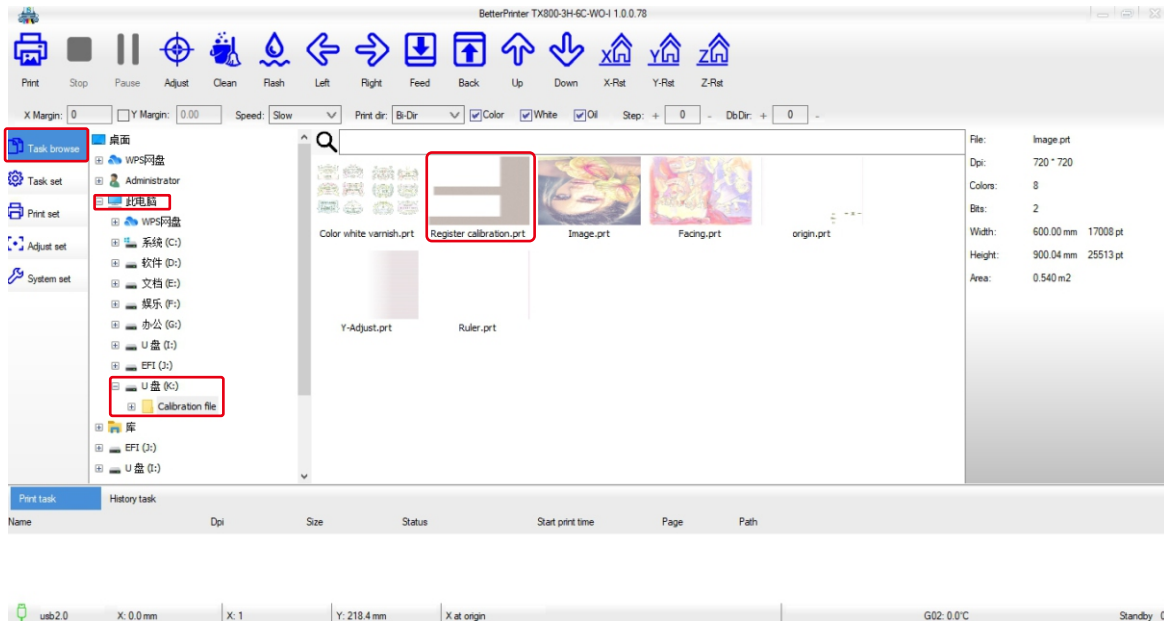 BetterPrinter TX800-3H-6C-WO-I 1.0.0.78
Print Stop Pause Adjust Clean Flash Left Right Feed Back Up Down X-Rst Y-Rst Z-Rst
X Margin: 0 Y Margin: 0.00 Speed: Slow Print dir: Bi-Dir Color White Oil Step: + 0 - DbDir: + 0 -
Task browse
Task set
Print set
Adjust set
System set
桌面
WPS网盘
Administrator
此电脑
WPS网盘
系统 (C:)
软件 (D:)
文档 (E:)
娱乐 (F:)
办公 (G:)
U 盘 (I:)
EFI (J:)
U 盘 (K:)
Calibration file
库
EFI (J:)
U 盘 (I:)
Color white varnish.prt Register calibration.prt Image.prt Facing.prt origin.prt
Y-Adjust.prt Ruler.prt
File: Image.prt
Dpi: 720 * 720
Colors: 8
Bits: 2
Width: 600.00 mm 17008 pt
Height: 900.04 mm 25513 pt
Area: 0.540 m2
Print task History task
Name Dpi Size Status Start print time Page Path
usb2.0 X: 0.0 mm X: 1 Y: 218.4 mm X at origin G02: 0.0°C Standby